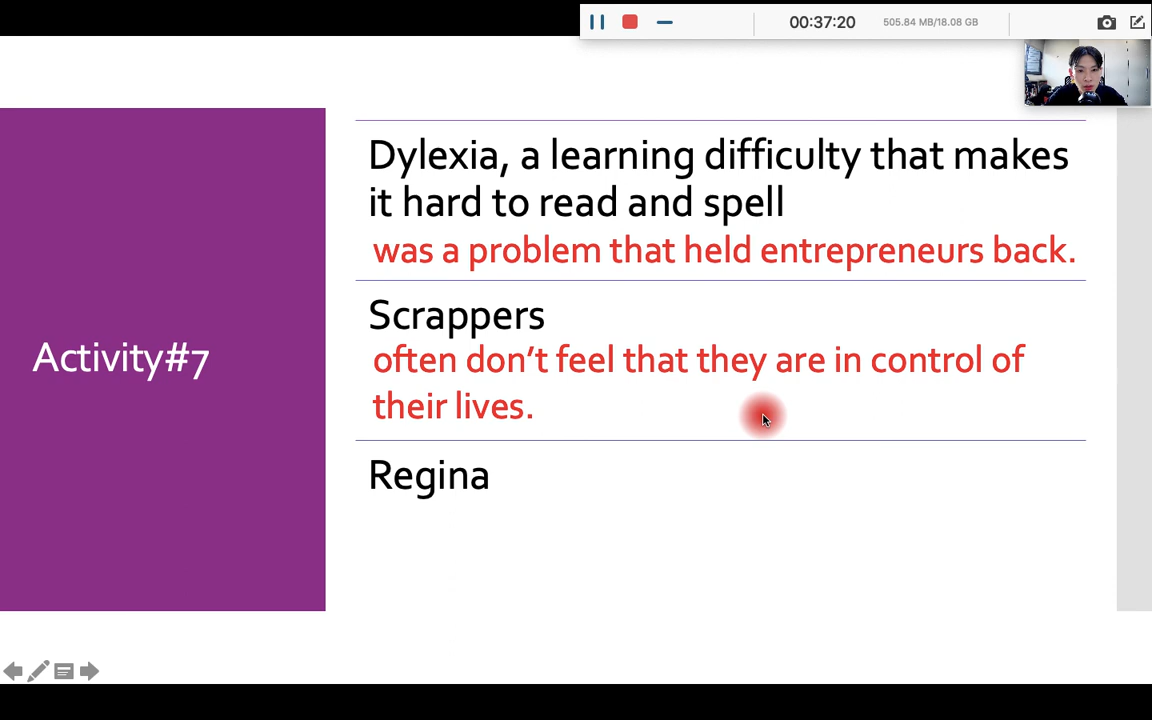 00:37:20
505.84 MB/18.08 GB
Dylexia, a learning difficulty that makes
it hard to read and spell
was a problem that held entrepreneurs back.
Scrappers
often don't feel that they are in control of
their lives.
Activity#7
Regina